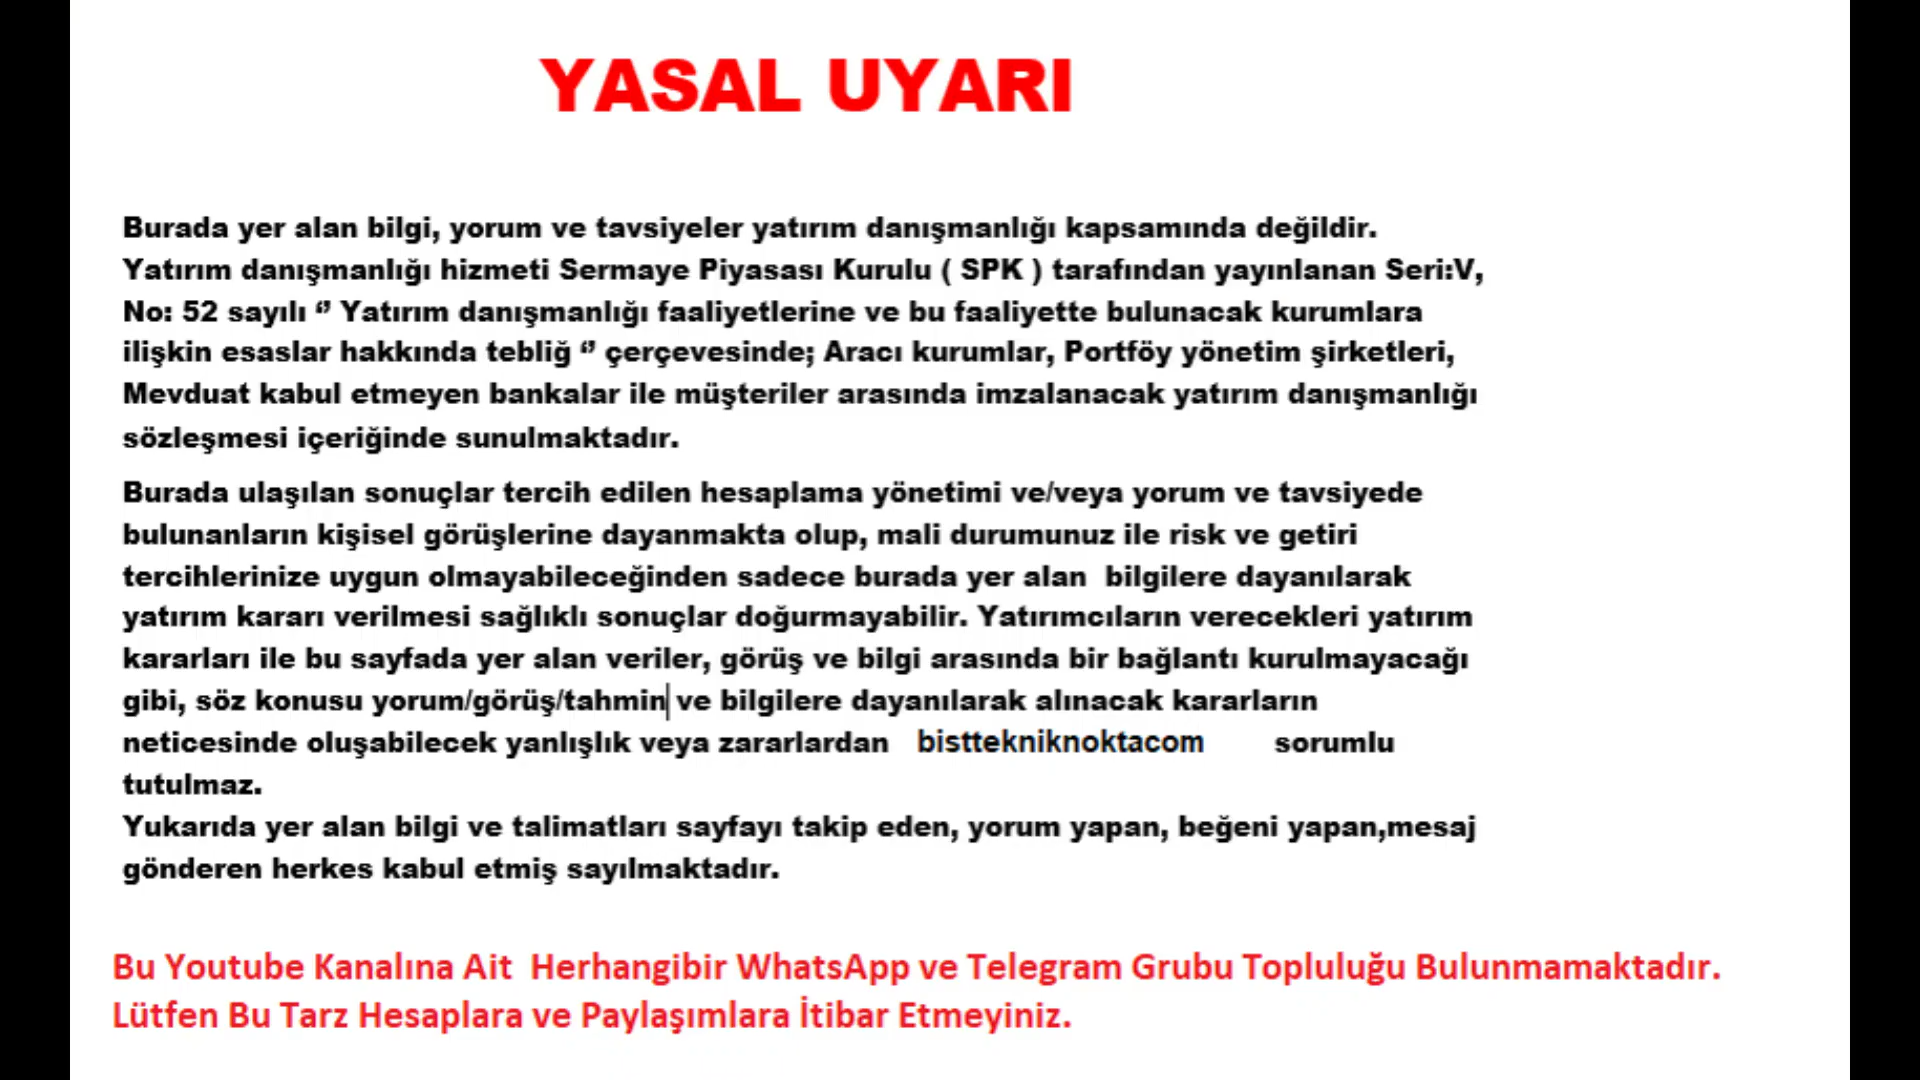 YASAL UYARI
Burada yer alan bilgi, yorum ve tavsiyeler yatırım danışmanlığı kapsamında değildir.
Yatırım danışmanlığı hizmeti Sermaye Piyasası Kurulu ( SPK ) tarafından yayınlanan Seri:V,
No: 52 sayılı “ Yatırım danışmanlığı faaliyetlerine ve bu faaliyette bulunacak kurumlara
ilişkin esaslar hakkında tebliğ “ çerçevesinde; Aracı kurumlar, Portföy yönetim şirketleri,
Mevduat kabul etmeyen bankalar ile müşteriler arasında imzalanacak yatırım danışmanlığı
sözleşmesi içeriğinde sunulmaktadır.
Burada ulaşılan sonuçlar tercih edilen hesaplama yönetimi ve/veya yorum ve tavsiyede
bulunanların kişisel görüşlerine dayanmakta olup, mali durumunuz ile risk ve getiri
tercihlerinize uygun olmayabileceğinden sadece burada yer alan bilgilere dayanılarak
yatırım kararı verilmesi sağlıklı sonuçlar doğurmayabilir. Yatırımcıların verecekleri yatırım
kararları ile bu sayfada yer alan veriler, görüş ve bilgi arasında bir bağlantı kurulmayacağı
gibi, söz konusu yorum/görüş/tahmin ve bilgilere dayanılarak alınacak kararların
neticesinde oluşabilecek yanlışlık veya zararlardan bisttekniknoktacom sorumlu
tutulmaz.
Yukarıda yer alan bilgi ve talimatları sayfayı takip eden, yorum yapan, beğeni yapan,mesaj
gönderen herkes kabul etmiş sayılmaktadır.
Bu Youtube Kanalına Ait Herhangibir WhatsApp ve Telegram Grubu Topluluğu Bulunmamaktadır.
Lütfen Bu Tarz Hesaplara ve Paylaşımlara İtibar Etmeyiniz.